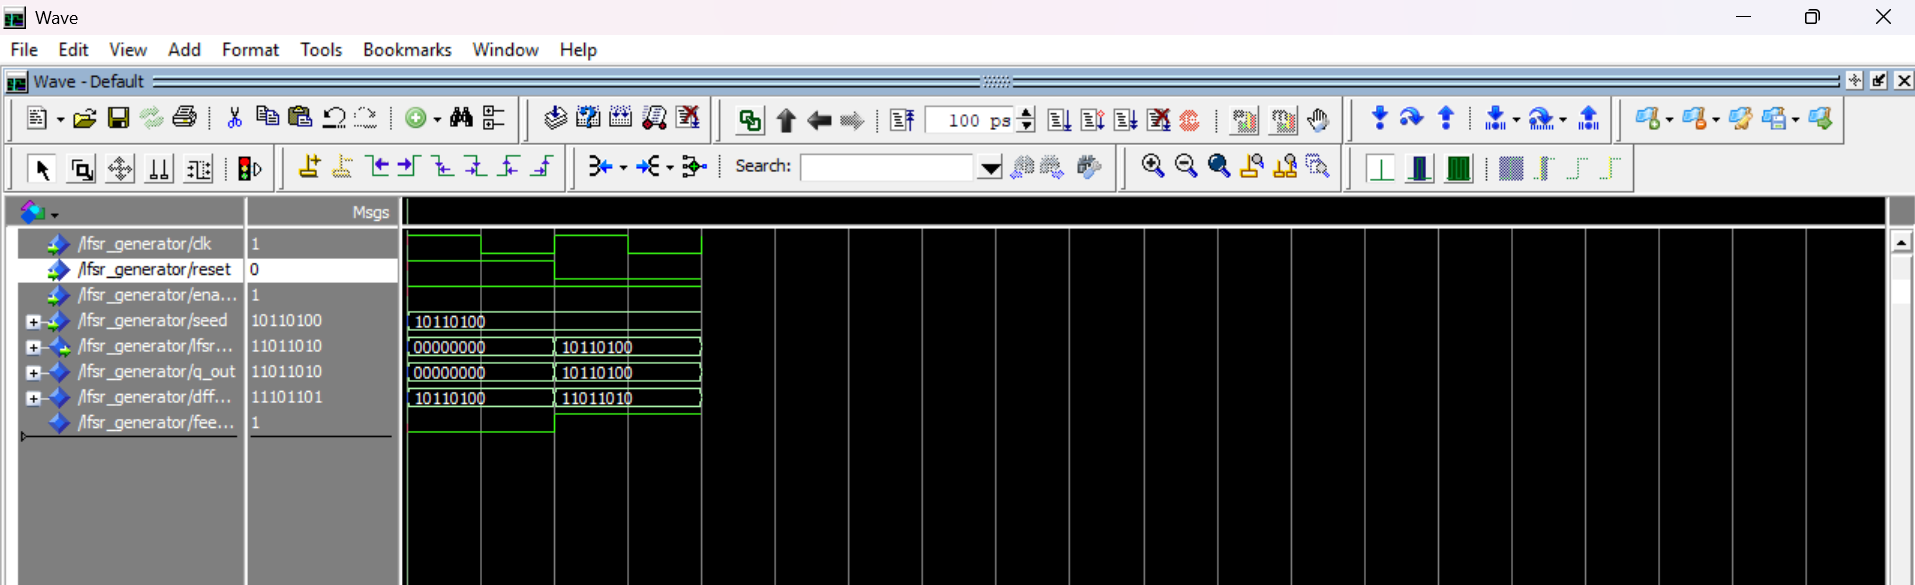 Wave
File Edit View Add Format Tools Bookmarks Window Help
Wave - Default
100 ps
Search:
Msgs
/lfsr_generator/clk 1
/lfsr_generator/reset 0
/lfsr_generator/ena... 1
/lfsr_generator/seed 10110100 10110100
/lfsr_generator/lfsr... 11011010 00000000 10110100
/lfsr_generator/q_out 11011010 00000000 10110100
/lfsr_generator/dff... 11101101 10110100 11011010
/lfsr_generator/fee... 1